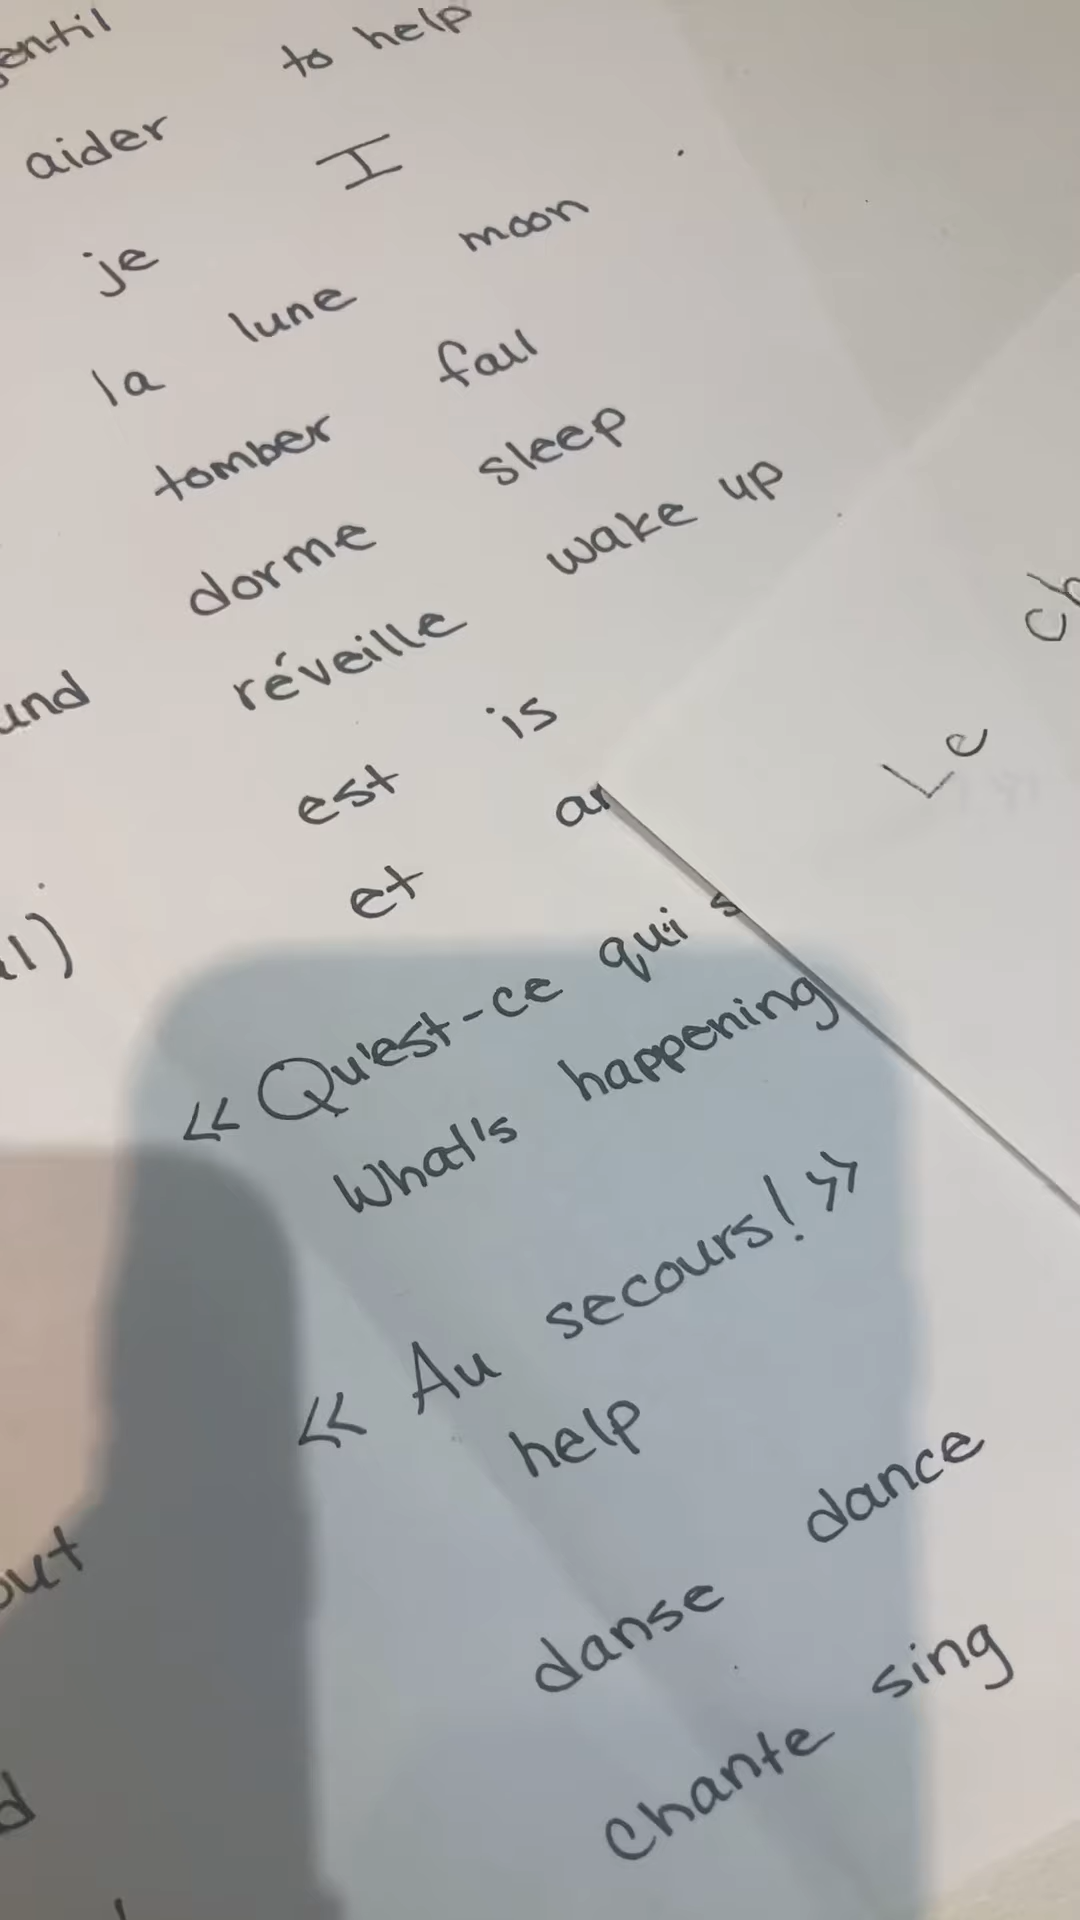 to help
aider
I
je
moon
la lune
fall
tomber
sleep
dorme
wake up
réveille
is
est
et
« Qu'est-ce qui
What's happening
« Au secours! »
help
dance
danse
sing
chante
Le